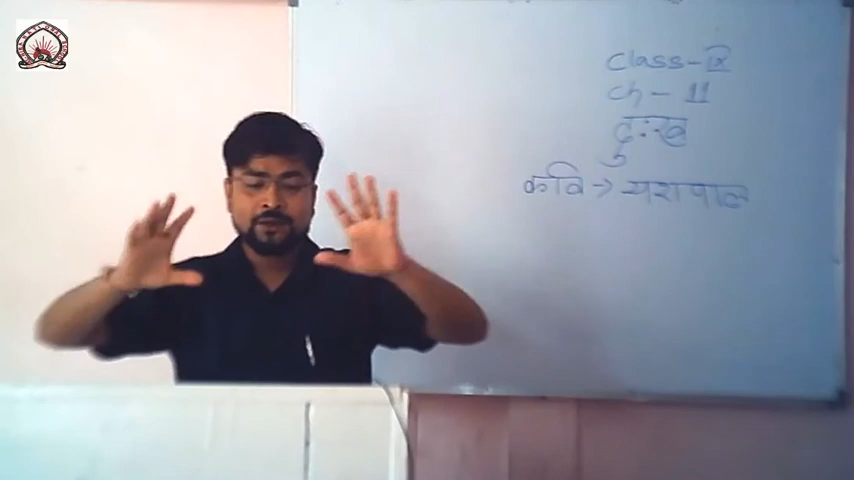 Class-IX
Ch - 11
दुःख
कवि → यशपाल